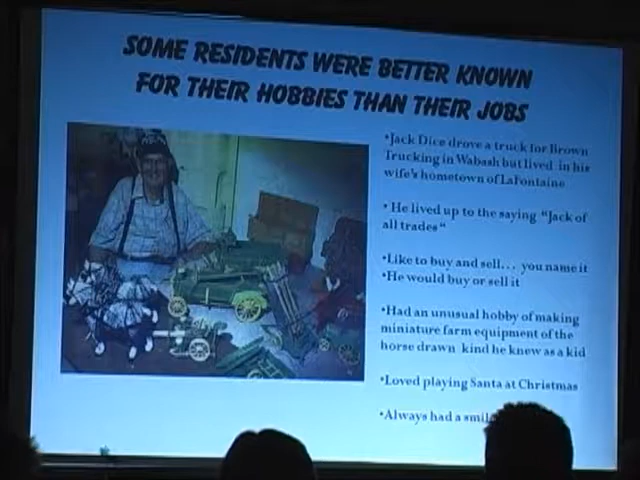 SOME RESIDENTS WERE BETTER KNOWN
FOR THEIR HOBBIES THAN THEIR JOBS
•Jack Dice drove a truck for Brown
Trucking in Wabash but lived in his
wife's hometown of LaFontaine
• He lived up to the saying "Jack of
all trades"
•Like to buy and sell... you name it
•He would buy or sell it
•Had an unusual hobby of making
miniature farm equipment of the
horse drawn kind he knew as a kid
•Loved playing Santa at Christmas
•Always had a smil